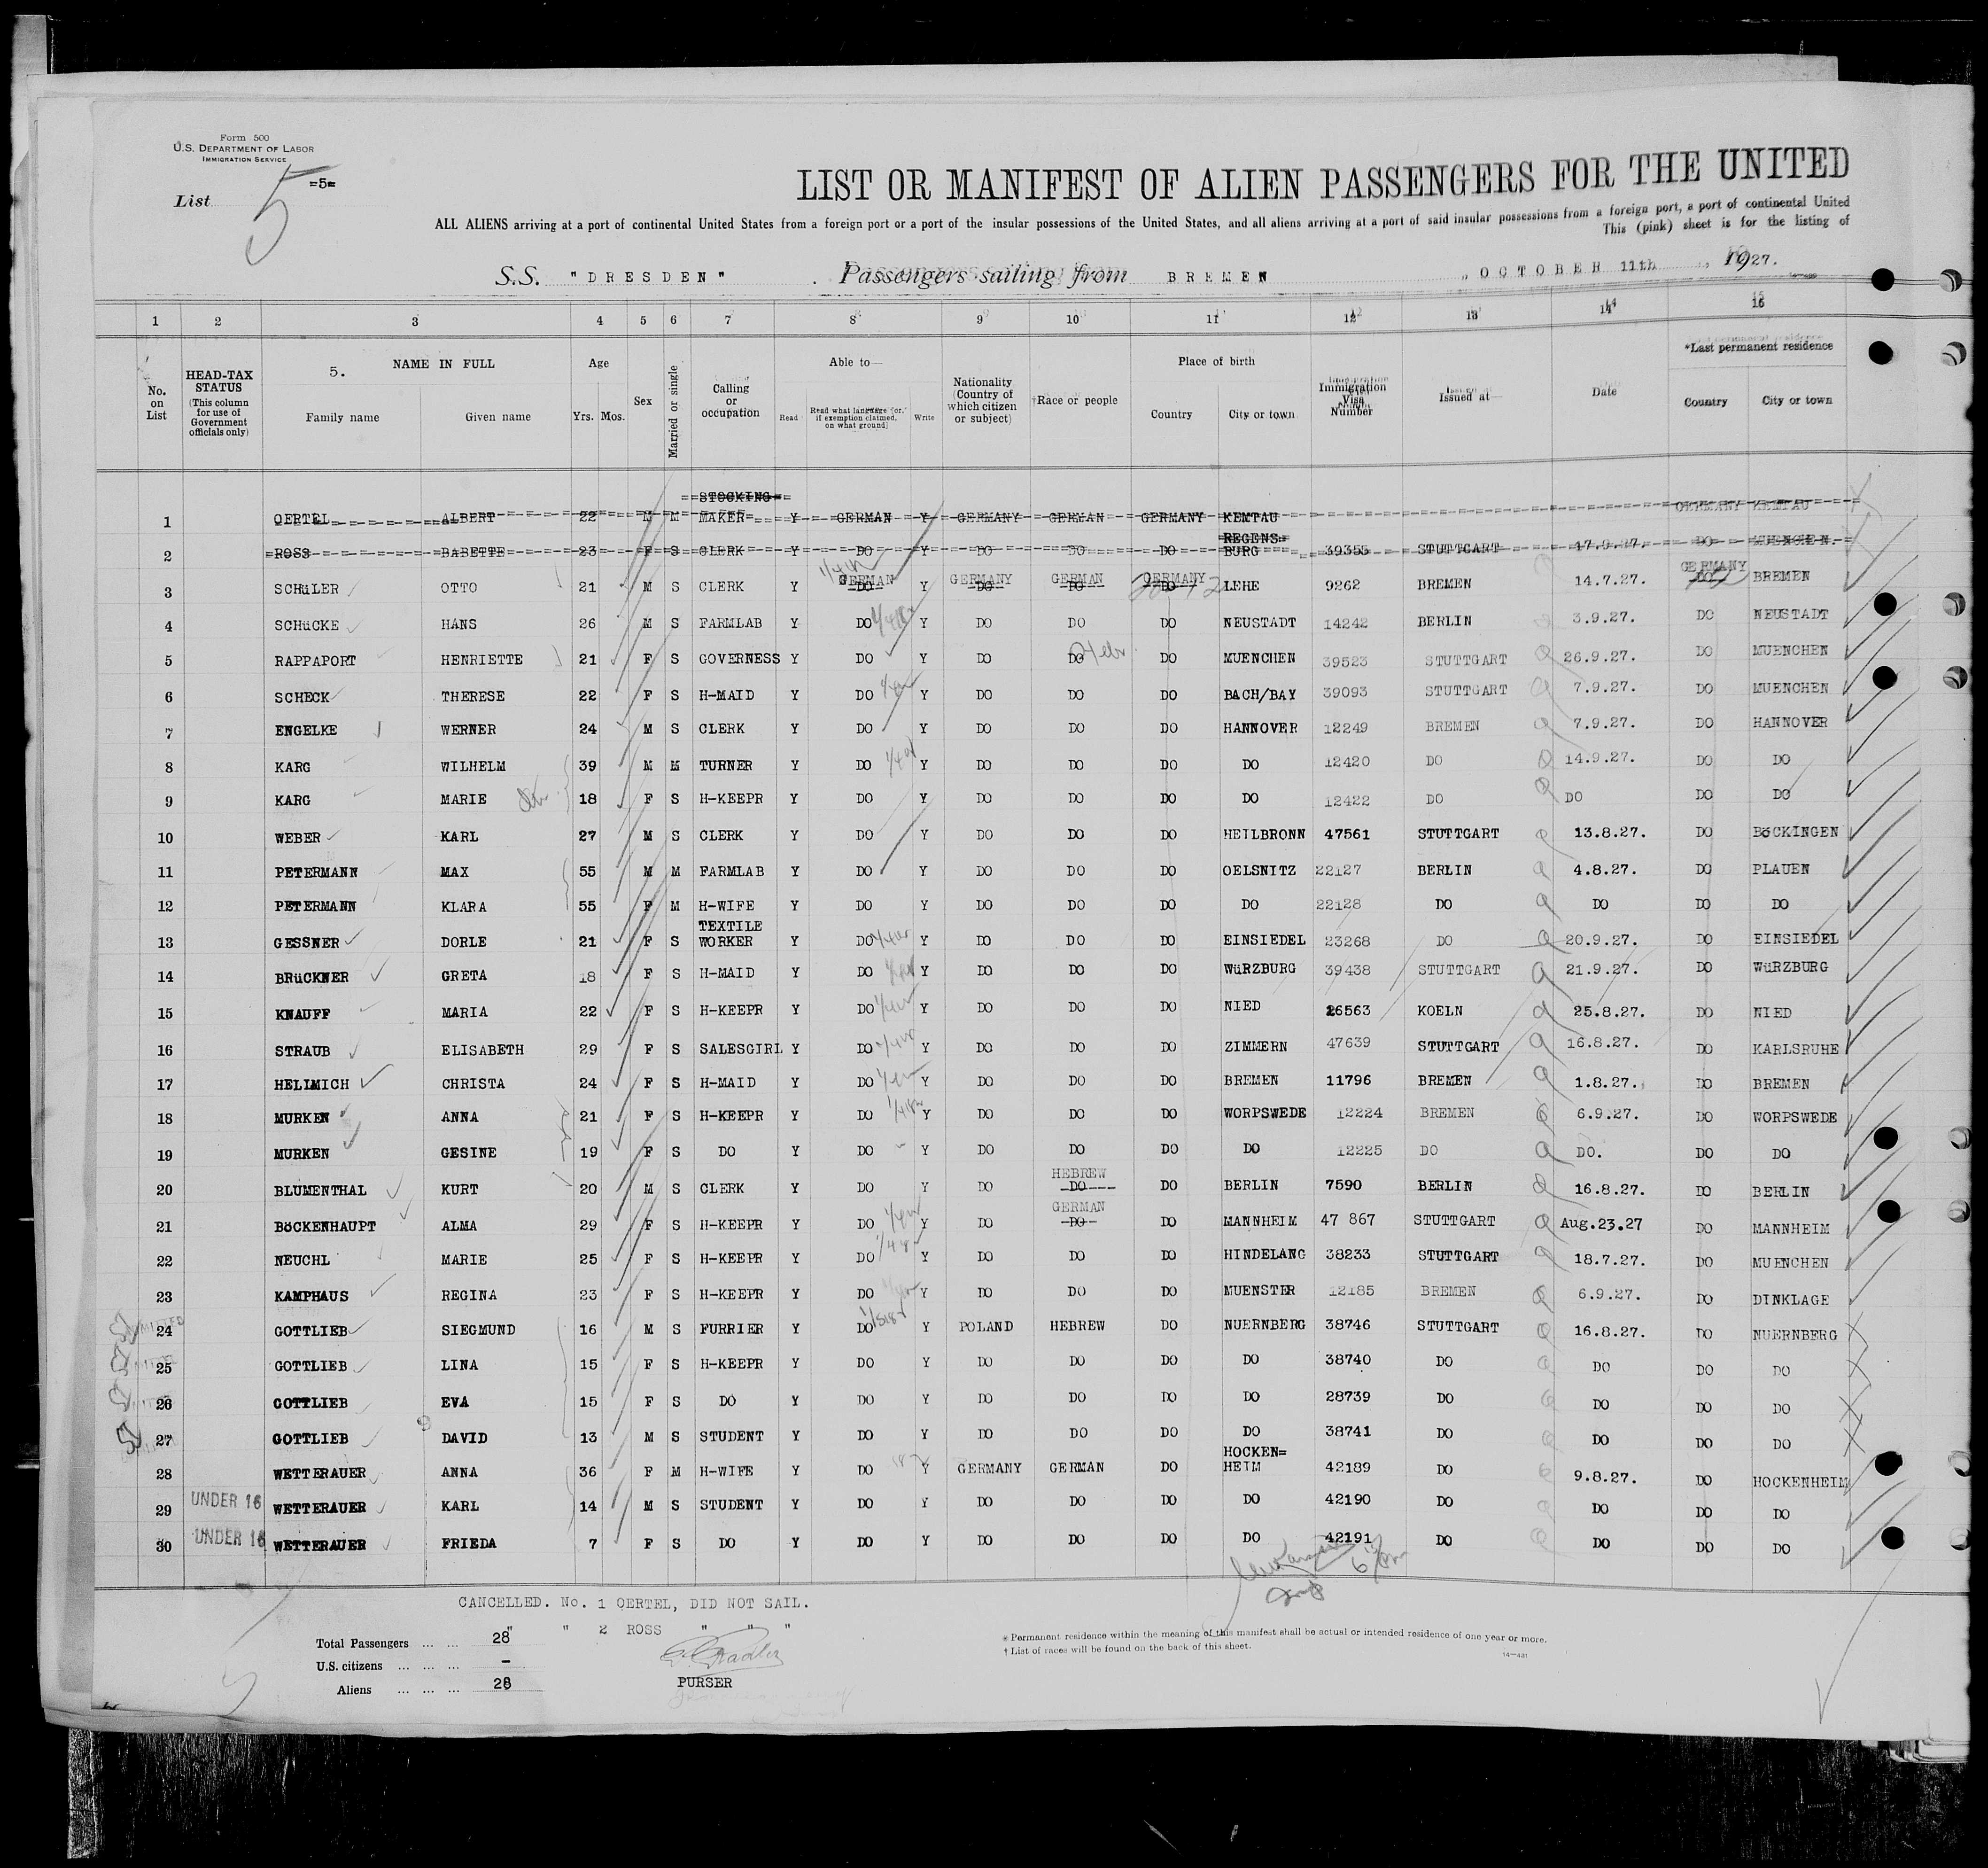 Form 500
U.S. DEPARTMENT OF LABOR
IMMIGRATION SERVICE
List 5 =5=
LIST OR MANIFEST OF ALIEN PASSENGERS FOR THE UNITED
ALL ALIENS arriving at a port of continental United States from a foreign port or a port of the insular possessions of the United States, and all aliens arriving at a port of said insular possessions from a foreign port, a port of continental United
This (pink) sheet is for the listing of
S.S. "DRESDEN" Passengers sailing from BREMEN, OCTOBER 11th, 1927.
1 2 3 4 5 6 7 8 9 10 11 12 13 14 15
No. on List
HEAD-TAX STATUS (This column for use of Government officials only)
5. NAME IN FULL
Family name Given name
Age
Yrs. Mos.
Sex
Married or single
Calling or occupation
Able to—
Read Read what language (or, if exemption claimed, on what ground) Write
Nationality (Country of which citizen or subject)
†Race or people
Place of birth
Country City or town
Immigration Visa Number
Issued at—
Date
*Last permanent residence
Country City or town
1 OERTEL ALBERT 22 M M STOCKING= MAKER Y GERMAN Y GERMANY GERMAN GERMANY KEMTAU GERMANY KEMTAU
2 ROSS BABETTE 23 F S CLERK Y DO Y DO DO DO REGENS= BURG 39355 STUTTGART 17.9.27. DO MUENCHEN.
3 SCHüLER OTTO 21 M S CLERK Y GERMAN DO Y GERMANY DO GERMAN DO GERMANY DO LEHE 9262 BREMEN 14.7.27. GERMANY DO BREMEN
4 SCHüCKE HANS 26 M S FARMLAB Y DO Y DO DO DO NEUSTADT 14242 BERLIN 3.9.27. DO NEUSTADT
5 RAPPAPORT HENRIETTE 21 F S GOVERNESS Y DO Y DO DO Hebr DO MUENCHEN 39523 STUTTGART 26.9.27. DO MUENCHEN
6 SCHECK THERESE 22 F S H-MAID Y DO Y DO DO DO BACH/BAY 39093 STUTTGART 7.9.27. DO MUENCHEN
7 ENGELKE WERNER 24 M S CLERK Y DO Y DO DO DO HANNOVER 12249 BREMEN 7.9.27. DO HANNOVER
8 KARG WILHELM 39 M M TURNER Y DO Y DO DO DO DO 12420 DO 14.9.27. DO DO
9 KARG MARIE 18 F S H-KEEPR Y DO Y DO DO DO DO 12422 DO DO DO DO
10 WEBER KARL 27 M S CLERK Y DO Y DO DO DO HEILBRONN 47561 STUTTGART 13.8.27. DO BöCKINGEN
11 PETERMANN MAX 55 M M FARMLAB Y DO Y DO DO DO OELSNITZ 22127 BERLIN 4.8.27. DO PLAUEN
12 PETERMANN KLARA 55 F M H-WIFE Y DO Y DO DO DO DO 22128 DO DO DO DO
13 GESSNER DORLE 21 F S TEXTILE WORKER Y DO Y DO DO DO EINSIEDEL 23268 DO 20.9.27. DO EINSIEDEL
14 BRüCKNER GRETA 18 F S H-MAID Y DO Y DO DO DO WüRZBURG 39438 STUTTGART 21.9.27. DO WüRZBURG
15 KNAUFF MARIA 22 F S H-KEEPR Y DO Y DO DO DO NIED 26563 KOELN 25.8.27. DO NIED
16 STRAUB ELISABETH 29 F S SALESGIRL Y DO Y DO DO DO ZIMMERN 47639 STUTTGART 16.8.27. DO KARLSRUHE
17 HELLMICH CHRISTA 24 F S H-MAID Y DO Y DO DO DO BREMEN 11796 BREMEN 1.8.27. DO BREMEN
18 MURKEN ANNA 21 F S H-KEEPR Y DO Y DO DO DO WORPSWEDE 12224 BREMEN 6.9.27. DO WORPSWEDE
19 MURKEN GESINE 19 F S DO Y DO Y DO DO DO DO 12225 DO DO. DO DO
20 BLUMENTHAL KURT 20 M S CLERK Y DO Y DO HEBREW DO DO BERLIN 7590 BERLIN 16.8.27. DO BERLIN
21 BöCKENHAUPT ALMA 29 F S H-KEEPR Y DO Y DO GERMAN DO DO MANNHEIM 47 867 STUTTGART Aug.23.27 DO MANNHEIM
22 NEUCHL MARIE 25 F S H-KEEPR Y DO Y DO DO DO HINDELANG 38233 STUTTGART 18.7.27. DO MUENCHEN
23 KAMPHAUS REGINA 23 F S H-KEEPR Y DO Y DO DO DO MUENSTER 12185 BREMEN 6.9.27. DO DINKLAGE
24 GOTTLIEB SIEGMUND 16 M S FURRIER Y DO Y POLAND HEBREW DO NUERNBERG 38746 STUTTGART 16.8.27. DO NUERNBERG
25 GOTTLIEB LINA 15 F S H-KEEPR Y DO Y DO DO DO DO 38740 DO DO DO DO
26 GOTTLIEB EVA 15 F S DO Y DO Y DO DO DO DO 28739 DO DO DO DO
27 GOTTLIEB DAVID 13 M S STUDENT Y DO Y DO DO DO DO 38741 DO DO DO DO
28 WETTERAUER ANNA 36 F M H-WIFE Y DO Y GERMANY GERMAN DO HOCKEN= HEIM 42189 DO 9.8.27. DO HOCKENHEIM
29 UNDER 16 WETTERAUER KARL 14 M S STUDENT Y DO Y DO DO DO DO 42190 DO DO DO DO
30 UNDER 16 WETTERAUER FRIEDA 7 F S DO Y DO Y DO DO DO DO 42191 DO DO DO DO
CANCELLED. No. 1 OERTEL, DID NOT SAIL.
" " 2 ROSS " " "
Total Passengers ... ... 28
U.S. citizens ... ... ... -
Aliens ... ... ... 28
PURSER
* Permanent residence within the meaning of this manifest shall be actual or intended residence of one year or more.
† List of races will be found on the back of this sheet.
14—431